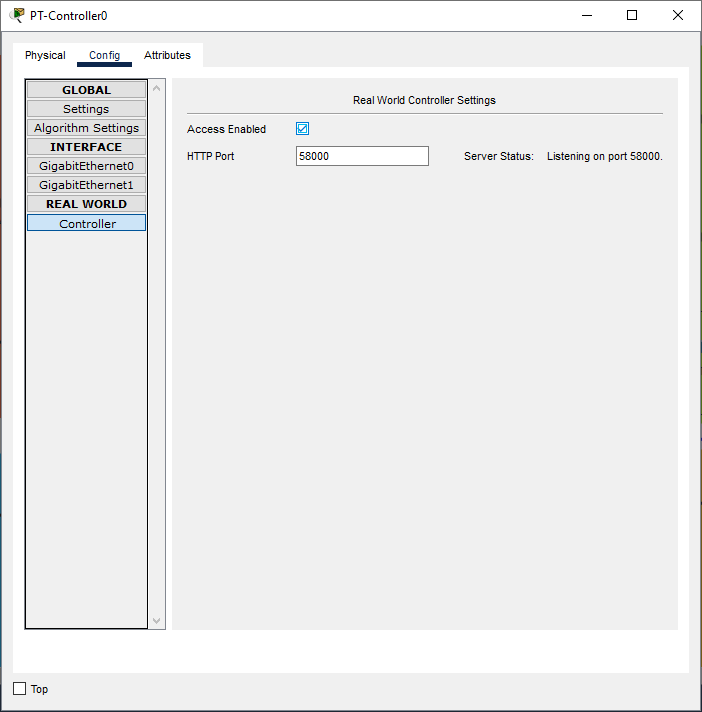 PT-Controller0
Physical Config Attributes
GLOBAL
Settings
Algorithm Settings
INTERFACE
GigabitEthernet0
GigabitEthernet1
REAL WORLD
Controller
Real World Controller Settings
Access Enabled
HTTP Port 58000 Server Status: Listening on port 58000.
Top